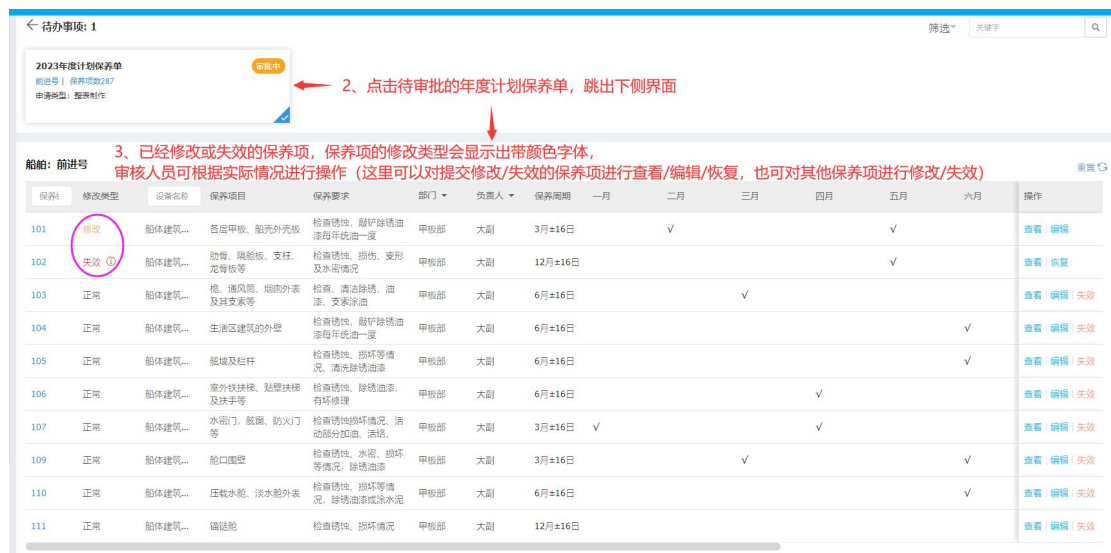 ← 待办事项: 1 筛选 关键字
2023年度计划保养单 审批中
前进号 | 保养项数287
申请类型: 整表制作
2、点击待审批的年度计划保养单，跳出下侧界面
3、已经修改或失效的保养项，保养项的修改类型会显示出带颜色字体，
船舶: 前进号 审核人员可根据实际情况进行操作（这里可以对提交修改/失效的保养项进行查看/编辑/恢复，也可对其他保养项进行修改/失效） 重置
修改类型 设备名称 保养项目 保养要求 部门 负责人 保养周期 一月 二月 三月 四月 五月 六月 操作
101 修改 船体建筑... 各层甲板、船壳外壳板 检查锈蚀，敲铲除锈油漆每年统油一度 甲板部 大副 3月±16日 √ √ 查看 | 编辑
102 失效 船体建筑... 肋骨、隔舱板、支柱、龙骨板等 检查锈蚀、损伤、变形及水密情况 甲板部 大副 12月±16日 √ 查看 | 恢复
103 正常 船体建筑... 桅、通风筒、烟囱外表及其支索等 检查、清洁除锈、油漆、支索涂油 甲板部 大副 6月±16日 √ 查看 | 编辑 | 失效
104 正常 船体建筑... 生活区建筑的外壁 检查锈蚀，敲铲除锈油漆每年统油一度 甲板部 大副 6月±16日 √ 查看 | 编辑 | 失效
105 正常 船体建筑... 舷墙及栏杆 检查锈蚀、损坏等情况、清洗除锈油漆 甲板部 大副 6月±16日 √ 查看 | 编辑 | 失效
106 正常 船体建筑... 室外铁扶梯、贴壁扶梯及扶手等 检查锈蚀、除锈油漆，有坏修理 甲板部 大副 6月±16日 √ 查看 | 编辑 | 失效
107 正常 船体建筑... 水密门，舷窗、防火门等 检查锈蚀损坏情况、活动部分加油、活络， 甲板部 大副 3月±16日 √ √ 查看 | 编辑 | 失效
109 正常 船体建筑... 舱口围壁 检查锈蚀、水密、损坏等情况，除锈油漆 甲板部 大副 3月±16日 √ √ 查看 | 编辑 | 失效
110 正常 船体建筑... 压载水舱、淡水舱外表 检查锈蚀、损坏等情况，除锈油漆或涂水泥 甲板部 大副 6月±16日 √ 查看 | 编辑 | 失效
111 正常 船体建筑... 锚链舱 检查锈蚀、损坏情况 甲板部 大副 12月±16日 查看 | 编辑 | 失效